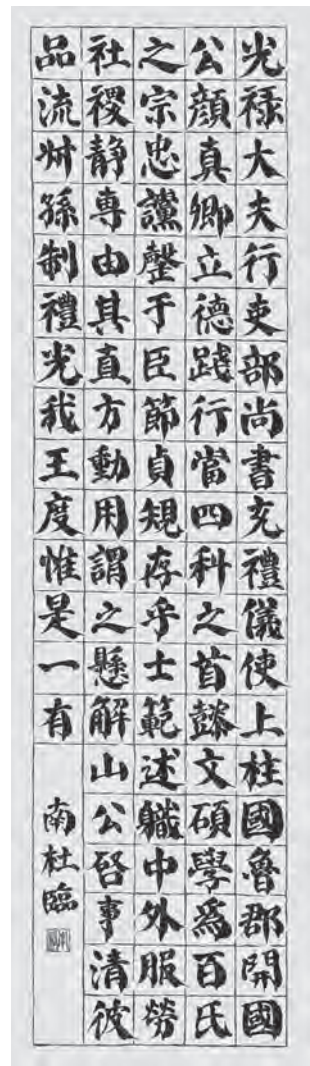 光祿大夫行吏部尚書充禮儀使上柱國魯郡開國
公顔真卿立德踐行當四科之首懿文碩學爲百氏
之宗忠讜罄于臣節貞規存乎士範述職中外服勞
社稷靜專由其直方動用謂之懸解山公啓事清彼
品流叔孫制禮光我王度惟是一有
南杜臨